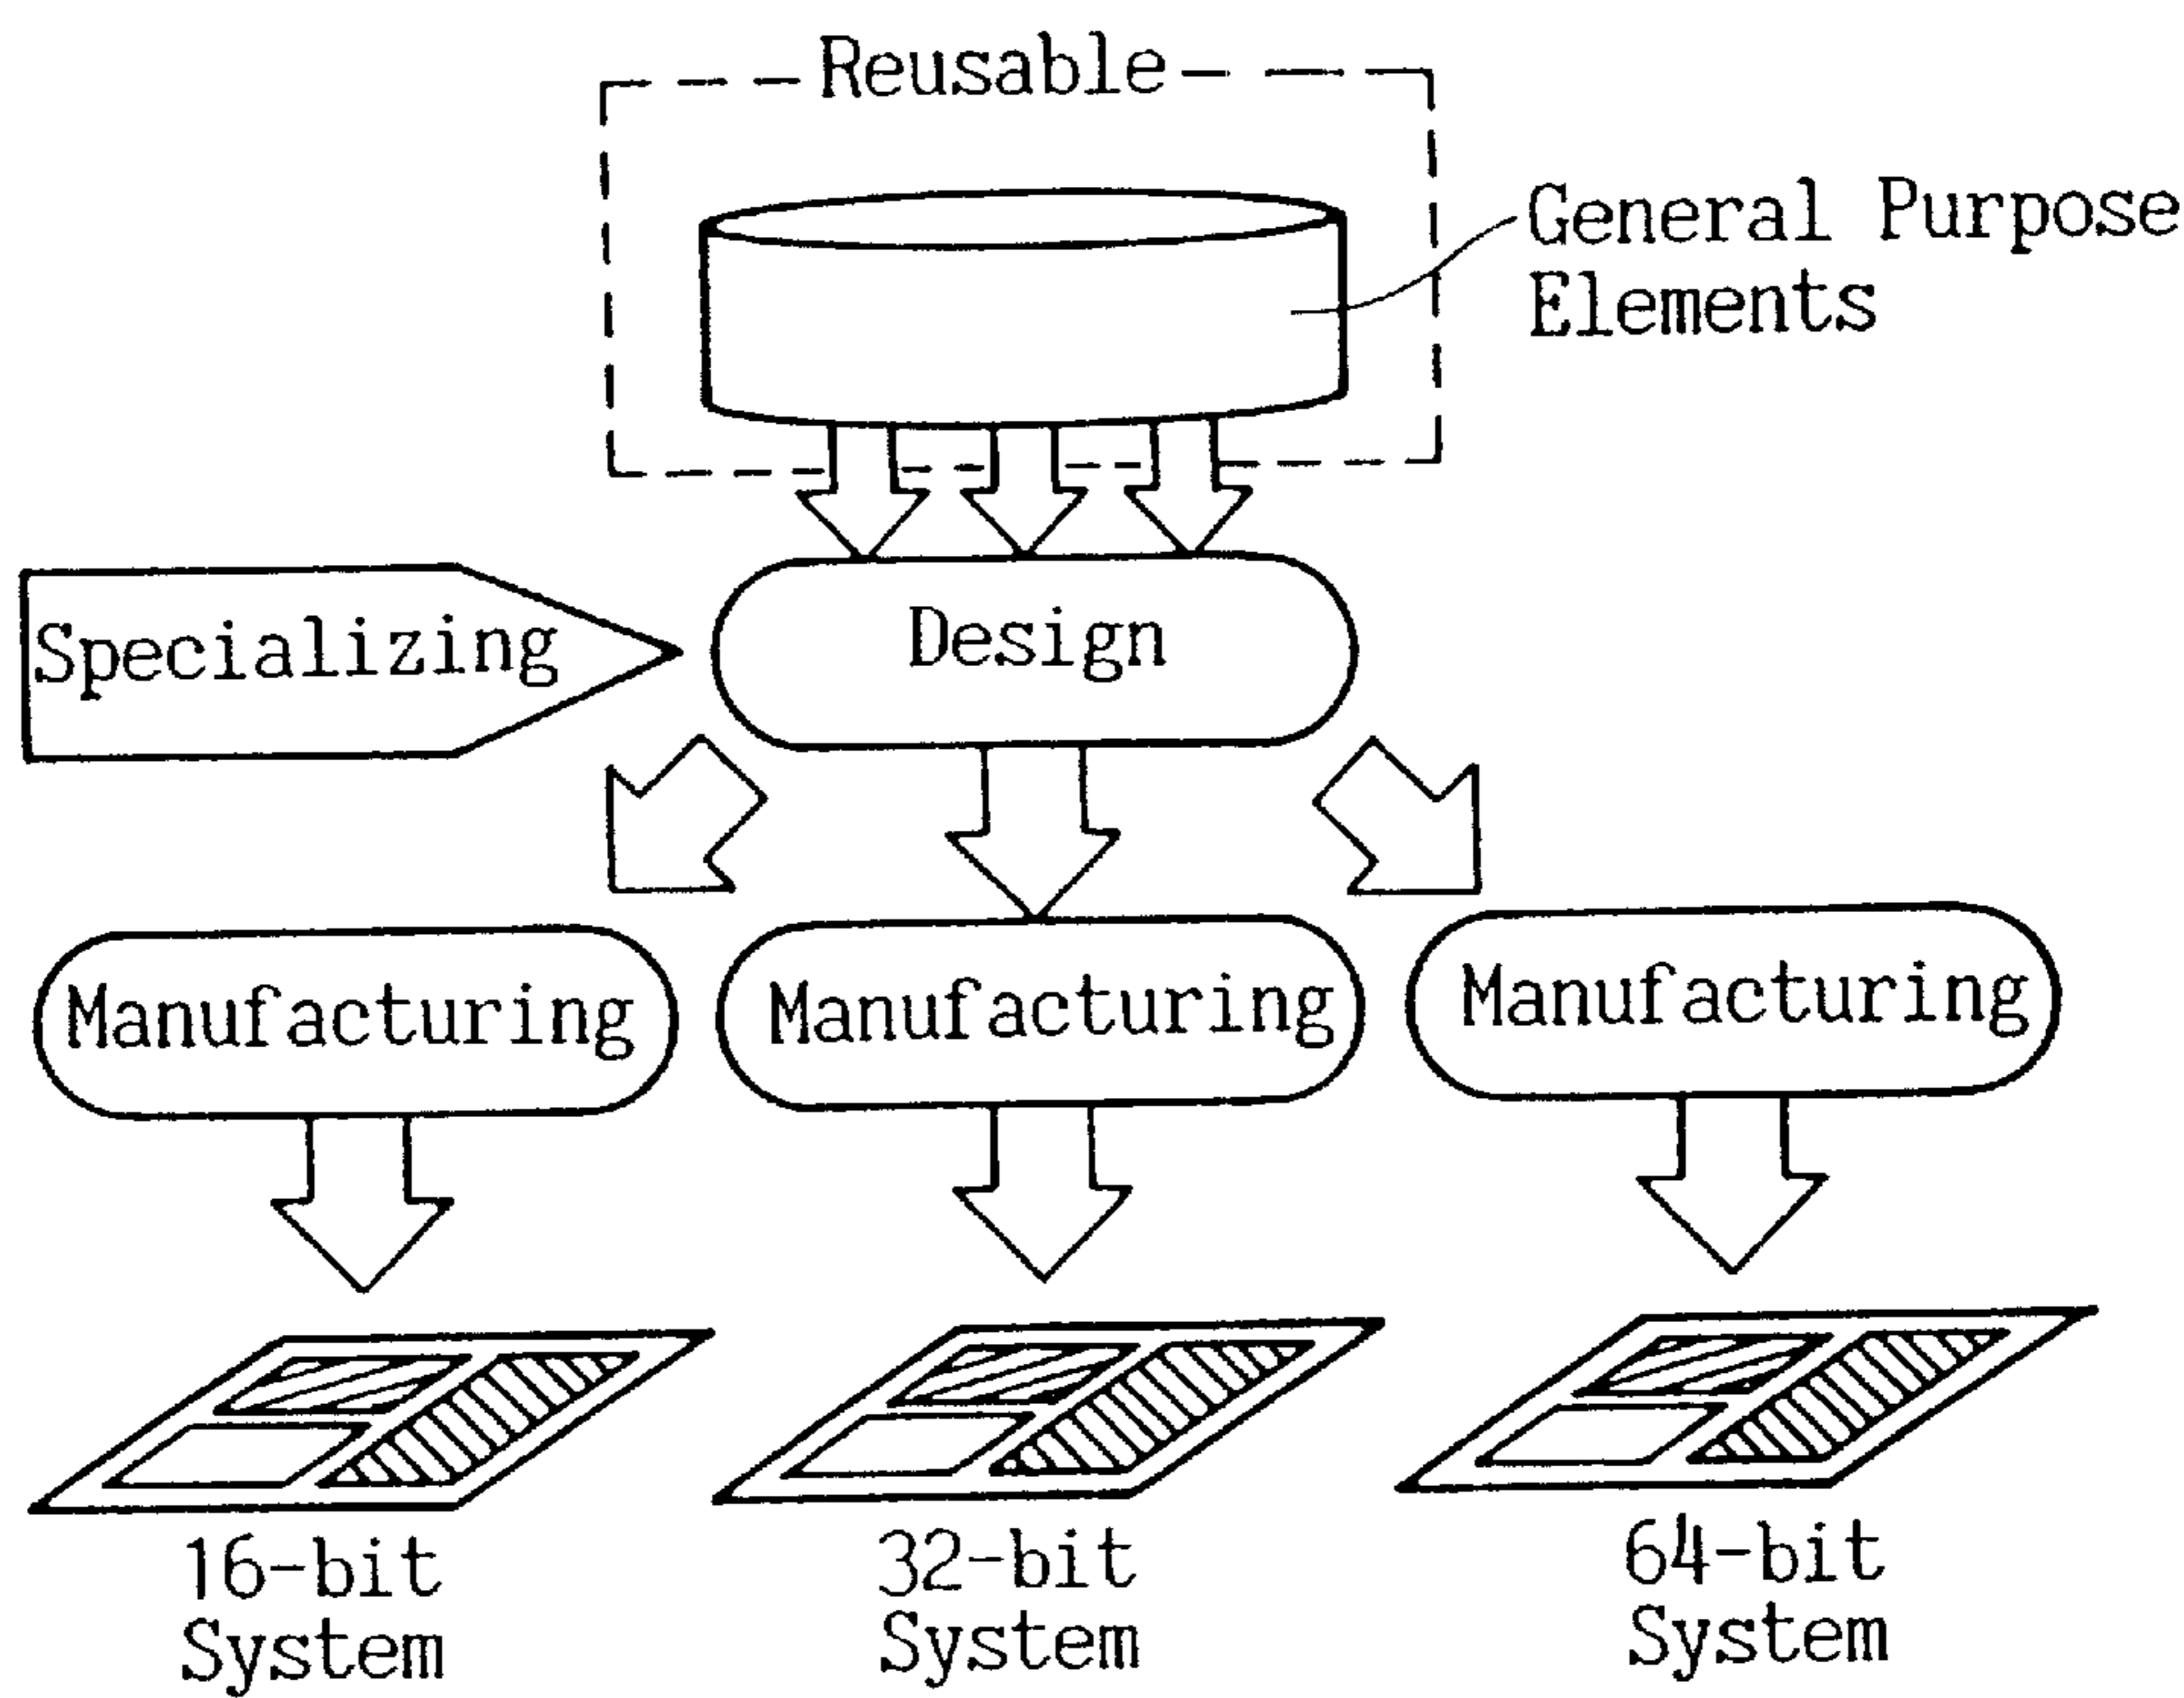 Reusable
General Purpose
Elements
Specializing
Design
Manufacturing
Manufacturing
Manufacturing
16-bit
System
32-bit
System
64-bit
System